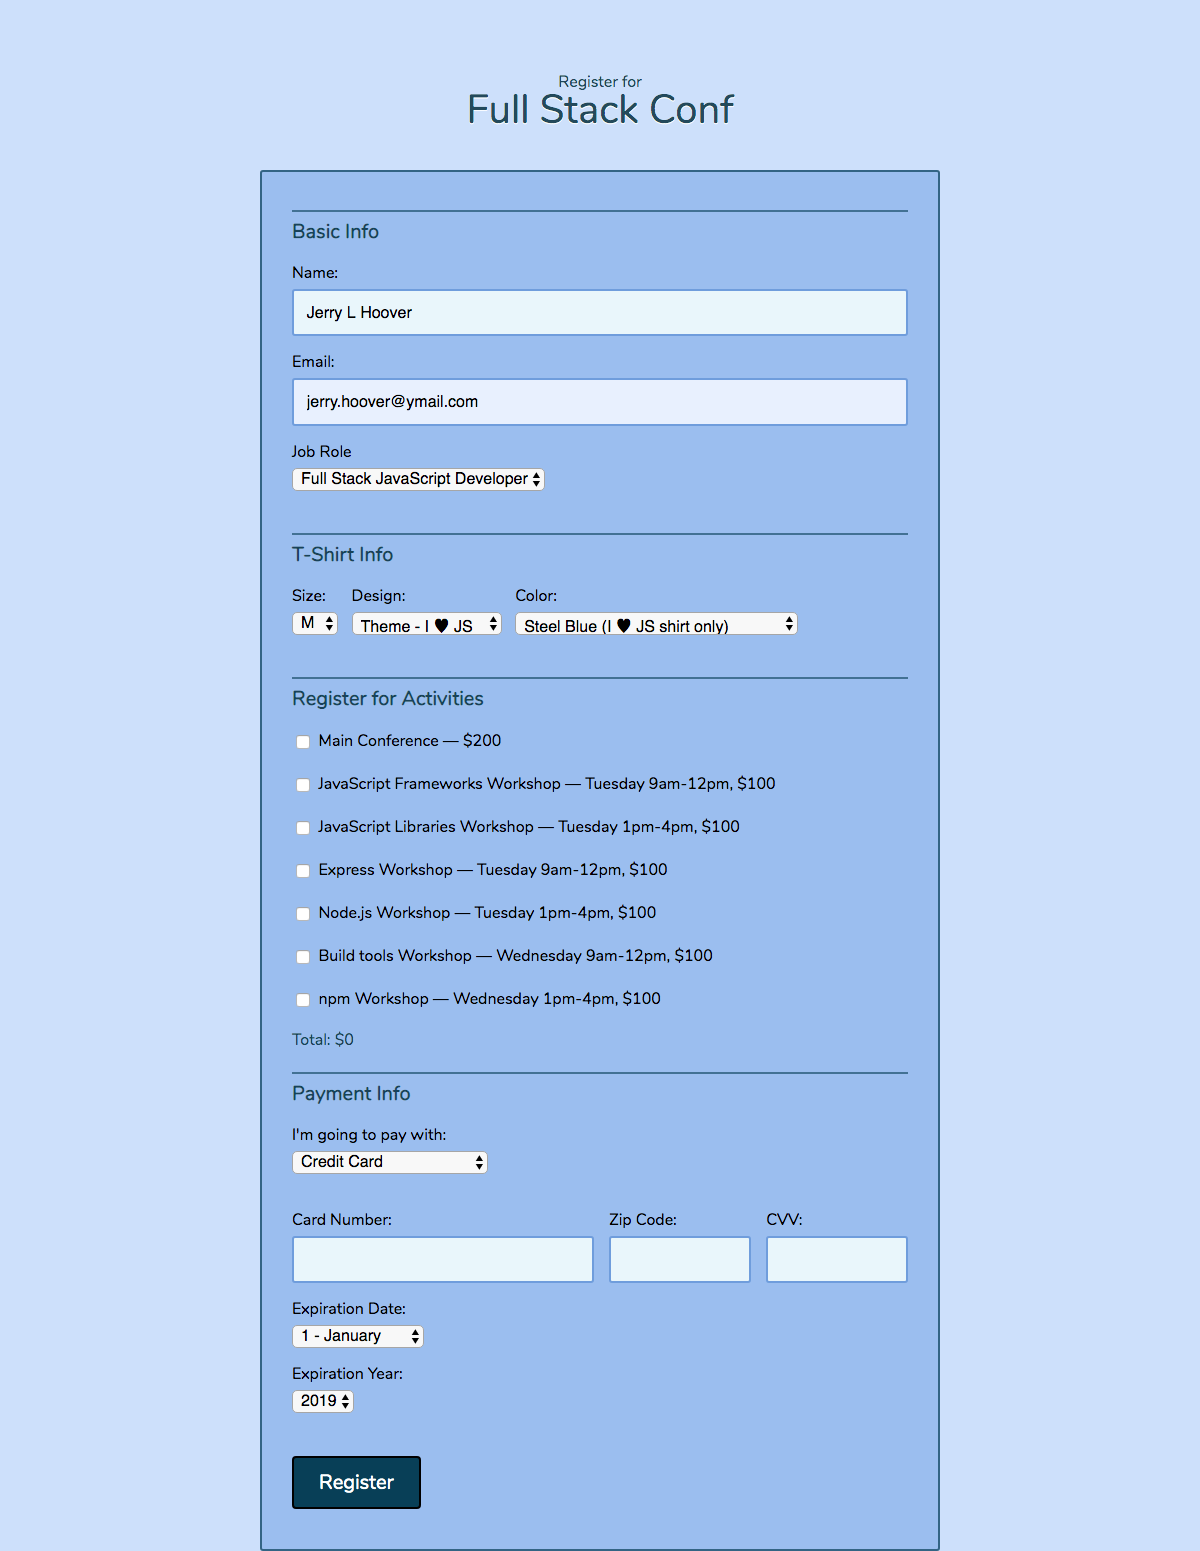 Register for
Full Stack Conf
Basic Info
Name:
Jerry L Hoover
Email:
jerry.hoover@ymail.com
Job Role
Full Stack JavaScript Developer
T-Shirt Info
Size: Design: Color:
M Theme - I ♥ JS Steel Blue (I ♥ JS shirt only)
Register for Activities
Main Conference — $200
JavaScript Frameworks Workshop — Tuesday 9am-12pm, $100
JavaScript Libraries Workshop — Tuesday 1pm-4pm, $100
Express Workshop — Tuesday 9am-12pm, $100
Node.js Workshop — Tuesday 1pm-4pm, $100
Build tools Workshop — Wednesday 9am-12pm, $100
npm Workshop — Wednesday 1pm-4pm, $100
Total: $0
Payment Info
I'm going to pay with:
Credit Card
Card Number: Zip Code: CVV:
Expiration Date:
1 - January
Expiration Year:
2019
Register